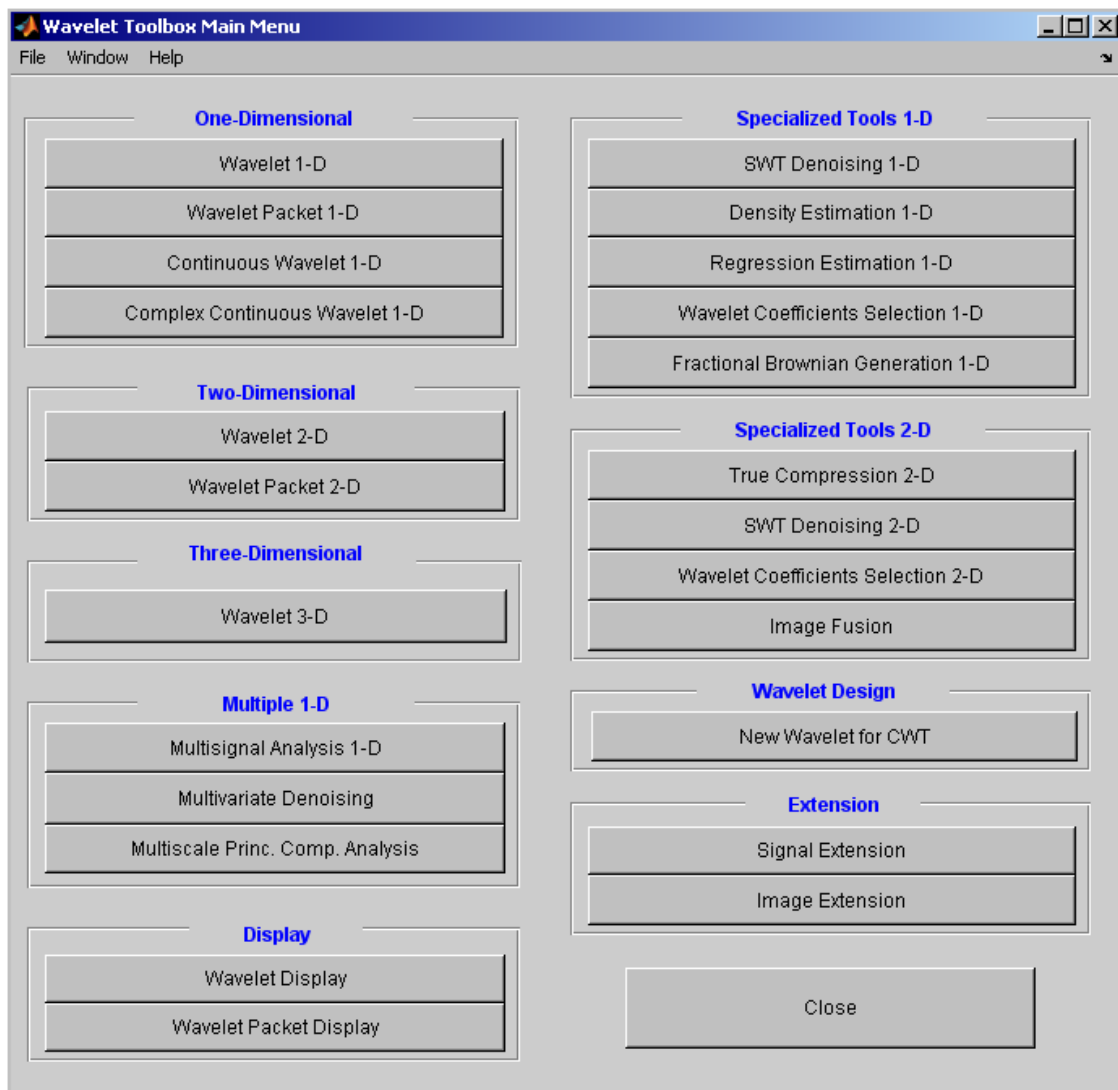 Wavelet Toolbox Main Menu
File Window Help
One-Dimensional
Wavelet 1-D
Wavelet Packet 1-D
Continuous Wavelet 1-D
Complex Continuous Wavelet 1-D
Two-Dimensional
Wavelet 2-D
Wavelet Packet 2-D
Three-Dimensional
Wavelet 3-D
Multiple 1-D
Multisignal Analysis 1-D
Multivariate Denoising
Multiscale Princ. Comp. Analysis
Display
Wavelet Display
Wavelet Packet Display
Specialized Tools 1-D
SWT Denoising 1-D
Density Estimation 1-D
Regression Estimation 1-D
Wavelet Coefficients Selection 1-D
Fractional Brownian Generation 1-D
Specialized Tools 2-D
True Compression 2-D
SWT Denoising 2-D
Wavelet Coefficients Selection 2-D
Image Fusion
Wavelet Design
New Wavelet for CWT
Extension
Signal Extension
Image Extension
Close